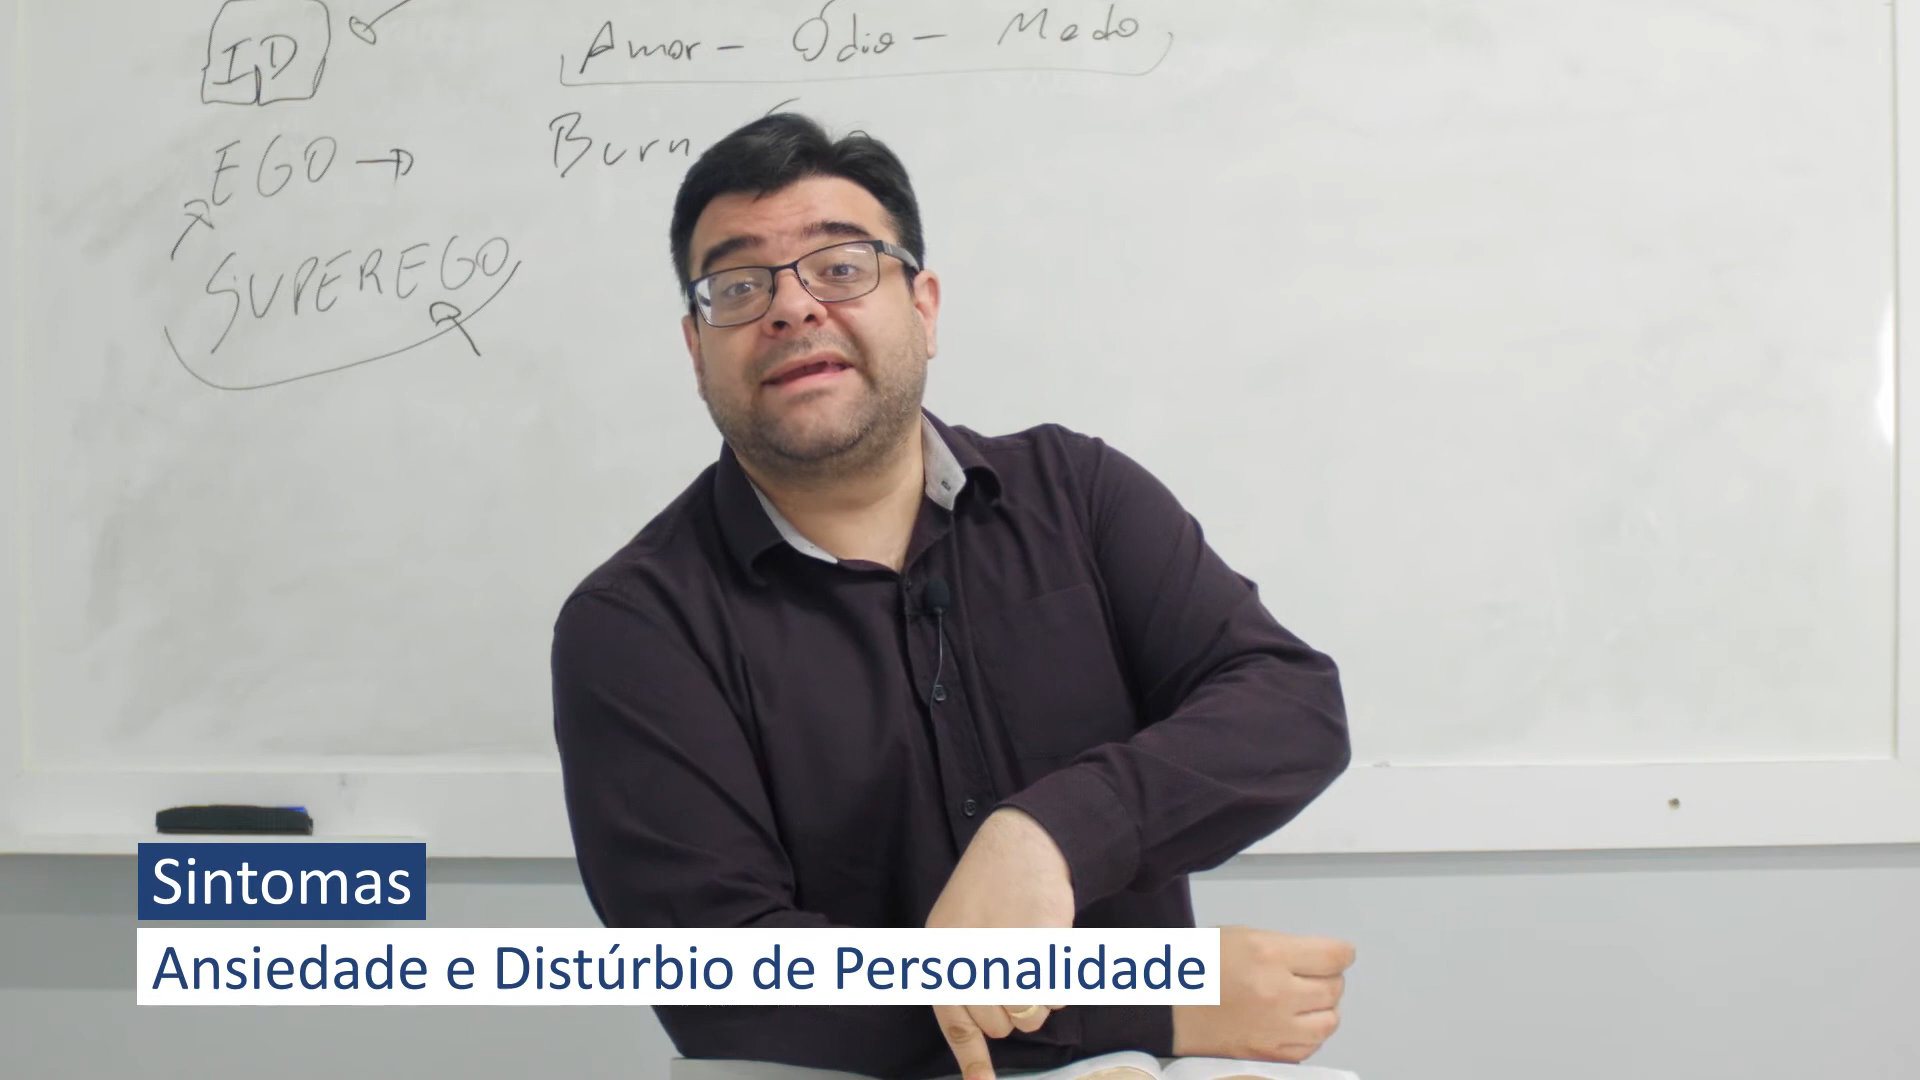 ID
Amor - Ódio - Medo
EGO →
Burn
SUPEREGO
Sintomas
Ansiedade e Distúrbio de Personalidade